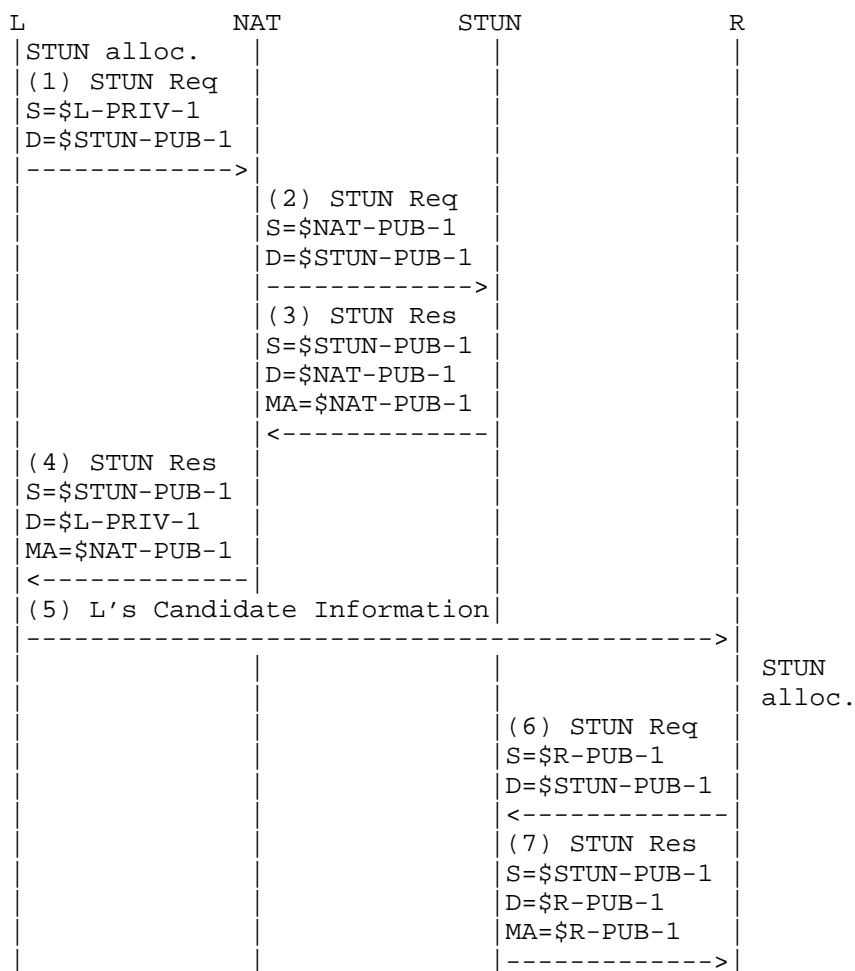 L NAT STUN R
|STUN alloc. | | |
|(1) STUN Req | | |
|S=$L-PRIV-1 | | |
|D=$STUN-PUB-1 | | |
|------------->| | |
| |(2) STUN Req | |
| |S=$NAT-PUB-1 | |
| |D=$STUN-PUB-1 | |
| |-------------> | |
| |(3) STUN Res | |
| |S=$STUN-PUB-1 | |
| |D=$NAT-PUB-1 | |
| |MA=$NAT-PUB-1 | |
| |<-------------| |
|(4) STUN Res | | |
|S=$STUN-PUB-1 | | |
|D=$L-PRIV-1 | | |
|MA=$NAT-PUB-1 | | |
|<-------------| | |
|(5) L’s Candidate Information| |
|------------------------------------------->|
| | | | STUN
| | | | alloc.
| | |(6) STUN Req |
| | |S=$R-PUB-1 |
| | |D=$STUN-PUB-1 |
| | |<-------------|
| | |(7) STUN Res |
| | |S=$STUN-PUB-1 |
| | |D=$R-PUB-1 |
| | |MA=$R-PUB-1 |
| | |------------->|